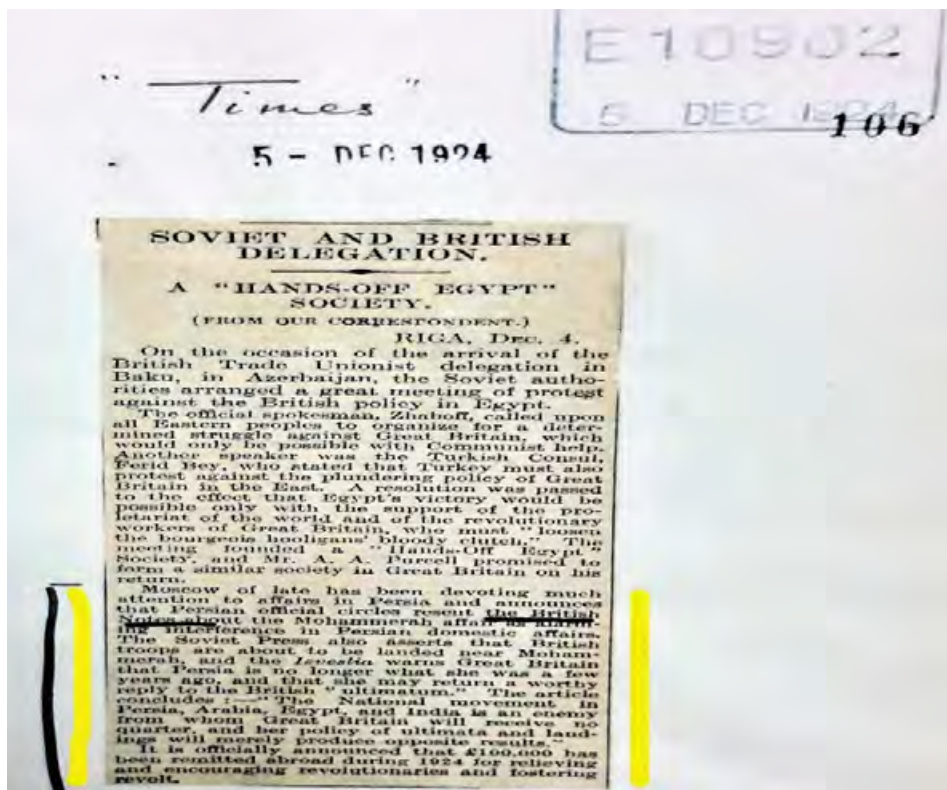 E 10902
" Times "
5 DEC 1924
106
5 - DEC 1924
SOVIET AND BRITISH
DELEGATION.
A "HANDS-OFF EGYPT"
SOCIETY.
(FROM OUR CORRESPONDENT.)
RIGA, Dec. 4.
On the occasion of the arrival of the
British Trade Unionist delegation in
Baku, in Azerbaijan, the Soviet autho-
rities arranged a great meeting of protest
against the British policy in Egypt.
The official spokesman, Zhaboff, called upon
all Eastern peoples to organize for a deter-
mined struggle against Great Britain, which
would only be possible with Communist help.
Another speaker was the Turkish Consul,
Ferid Bey, who stated that Turkey must also
protest against the plundering policy of Great
Britain in the East. A resolution was passed
to the effect that Egypt's victory would be
possible only with the support of the pro-
letariat of the world and of the revolutionary
workers of Great Britain, who must "loosen
the bourgeois hooligans' bloody clutch." The
meeting founded a "Hands-Off Egypt"
Society, and Mr. A. A. Purcell promised to
form a similar society in Great Britain on his
return.
Moscow of late has been devoting much
attention to affairs in Persia and announces
that Persian official circles resent the British
Notes about the Mohammerah affair as alarm-
ing interference in Persian domestic affairs.
The Soviet Press also asserts that British
troops are about to be landed near Moham-
merah, and the Izvestia warns Great Britain
that Persia is no longer what she was a few
years ago, and that she may return a worthy
reply to the British "ultimatum." The article
concludes :—"The National movement in
Persia, Arabia, Egypt, and India is an enemy
from whom Great Britain will receive no
quarter, and her policy of ultimata and land-
ings will merely produce opposite results."
It is officially announced that £100,000 has
been remitted abroad during 1924 for relieving
and encouraging revolutionaries and fostering
revolt.